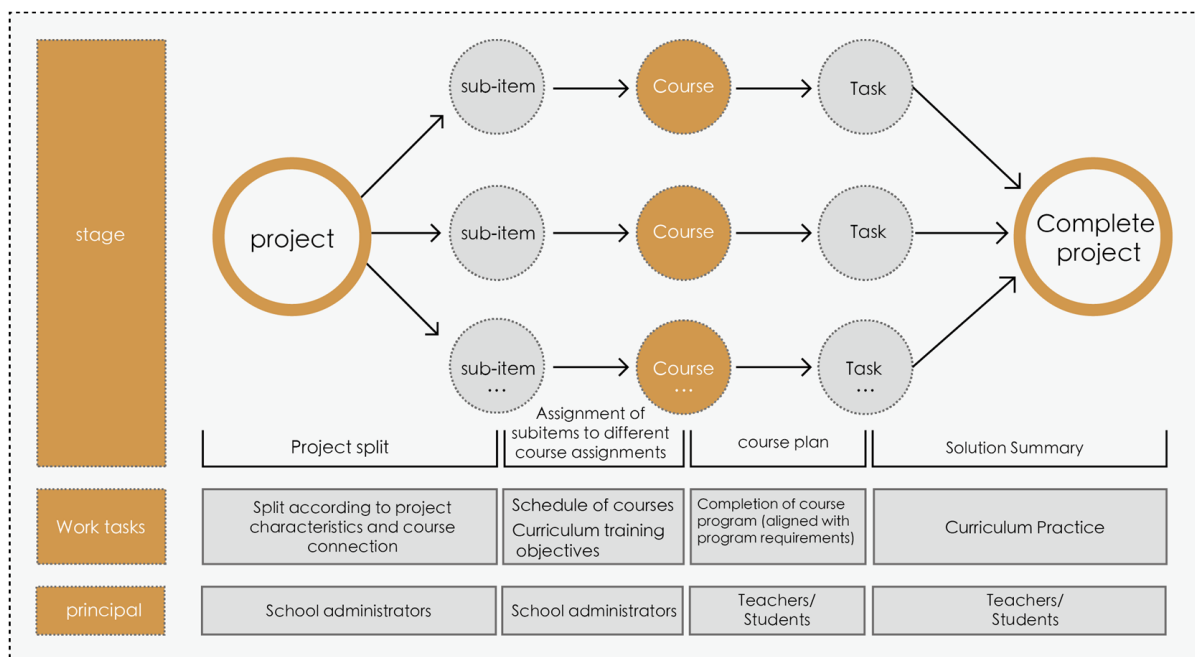 stage
project
sub-item
Course
Task
sub-item
Course
Task
sub-item
...
Course
...
Task
...
Complete
project
Project split
Assignment of
subitems to different
course assignments
course plan
Solution Summary
Work tasks
Split according to project
characteristics and course
connection
Schedule of courses
Curriculum training
objectives
Completion of course
program (aligned with
program requirements)
Curriculum Practice
principal
School administrators
School administrators
Teachers/
Students
Teachers/
Students